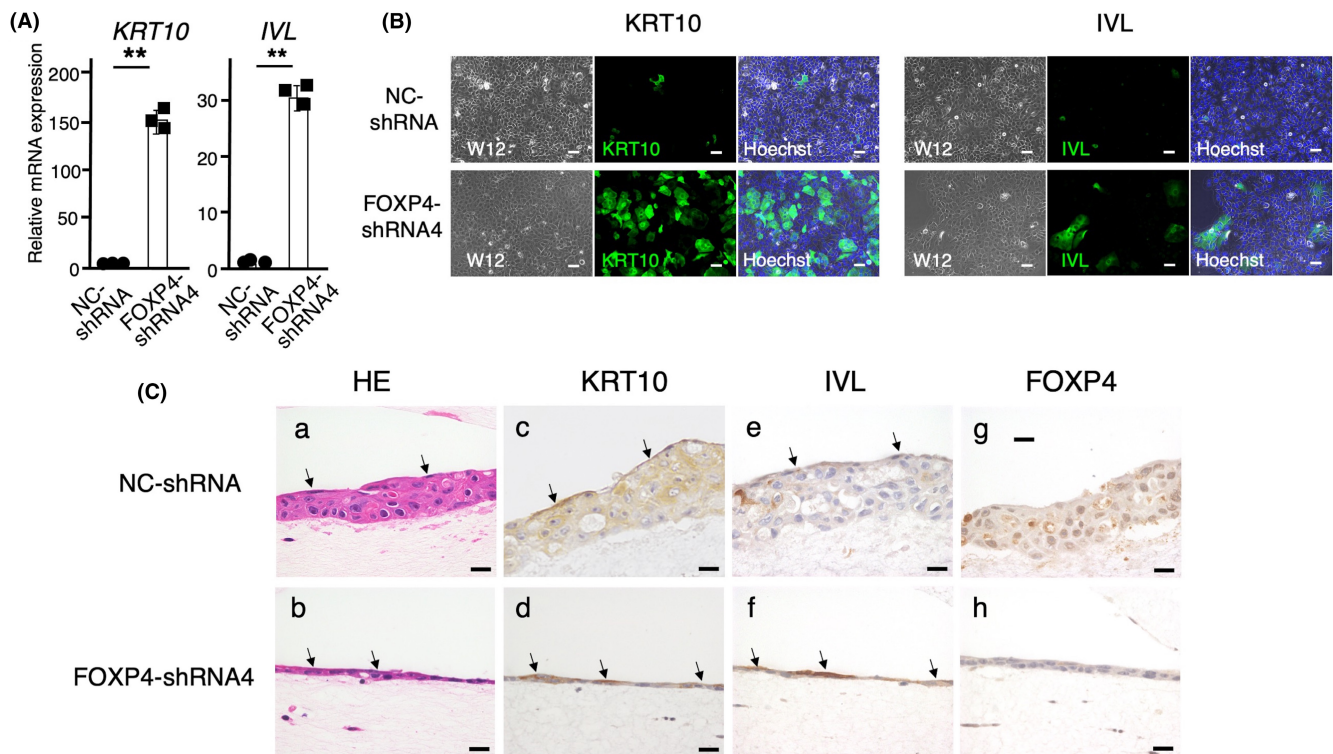 (A)
KRT10
IVL
**
**
Relative mRNA expression
200
150
100
50
0
30
20
10
0
NC-
shRNA
FOXP4-
shRNA4
NC-
shRNA
FOXP4-
shRNA4
(B)
KRT10
IVL
NC-
shRNA
W12
KRT10
Hoechst
W12
IVL
Hoechst
FOXP4-
shRNA4
W12
KRT10
Hoechst
W12
IVL
Hoechst
(C)
HE
KRT10
IVL
FOXP4
NC-shRNA
a
c
e
g
FOXP4-shRNA4
b
d
f
h